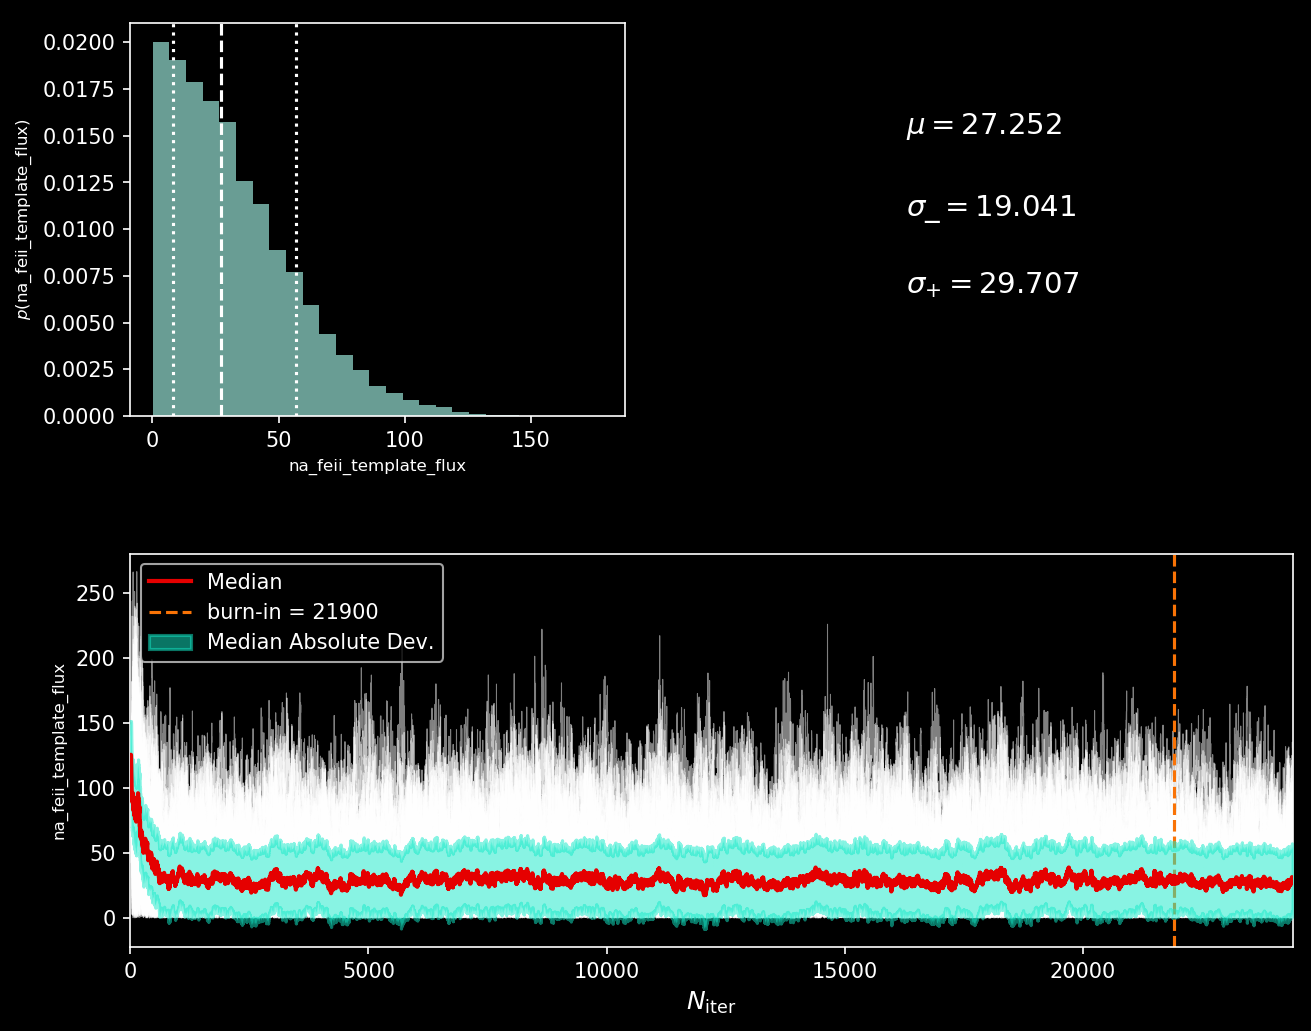 0.0200
0.0175
0.0150
0.0125
0.0100
0.0075
0.0050
0.0025
0.0000
p(na_feii_template_flux)
0 50 100 150
na_feii_template_flux
μ = 27.252
σ_ = 19.041
σ+ = 29.707
Median
burn-in = 21900
Median Absolute Dev.
250
200
150
100
50
0
na_feii_template_flux
0 5000 10000 15000 20000
Niter